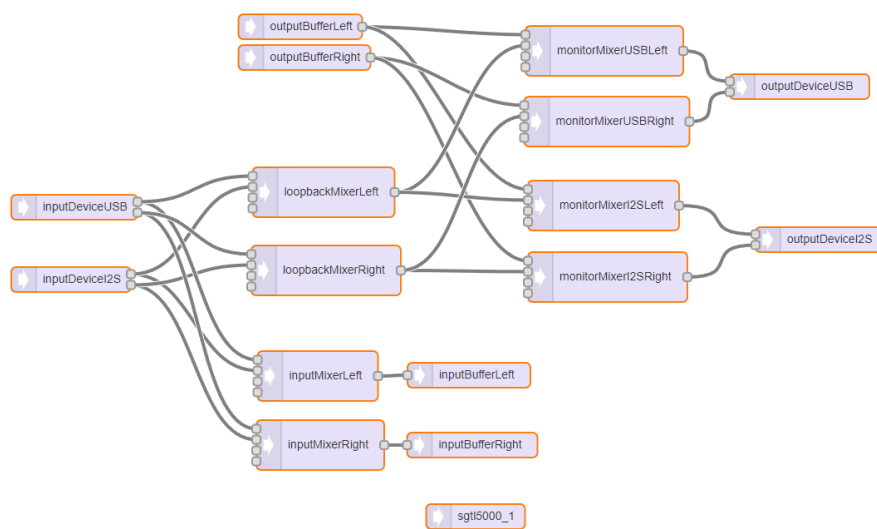 outputBufferLeft
outputBufferRight
monitorMixerUSBLeft
outputDeviceUSB
monitorMixerUSBRight
loopbackMixerLeft
inputDeviceUSB
monitorMixerI2SLeft
outputDeviceI2S
loopbackMixerRight
inputDeviceI2S
monitorMixerI2SRight
inputMixerLeft
inputBufferLeft
inputMixerRight
inputBufferRight
sgtl5000_1